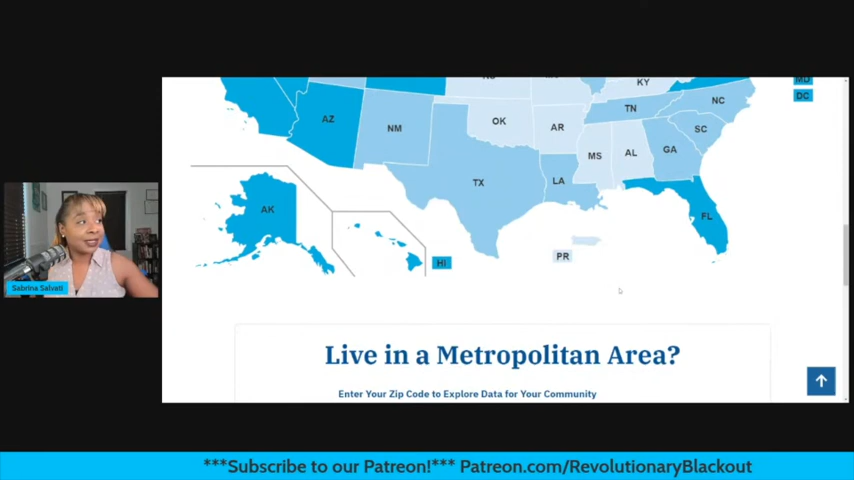 KY
MD
DC
NC
TN
AZ
OK
NM
AR
SC
MS
AL
GA
TX
LA
AK
FL
PR
HI
Sabrina Salvati
Live in a Metropolitan Area?
Enter Your Zip Code to Explore Data for Your Community
***Subscribe to our Patreon!*** Patreon.com/RevolutionaryBlackout